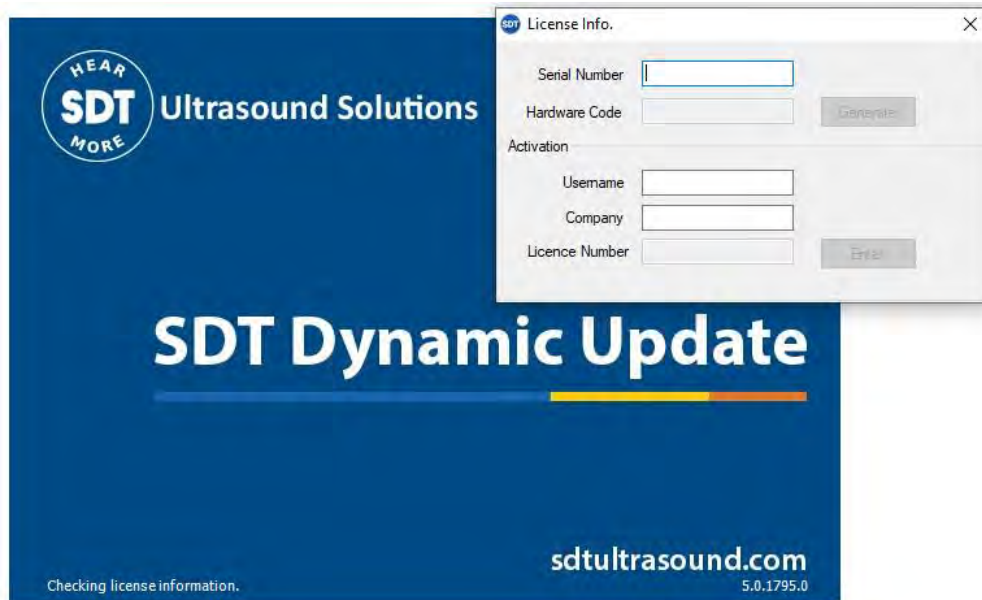 HEAR
SDT
MORE
Ultrasound Solutions
SDT License Info.
Serial Number
Hardware Code Generate
Activation
Username
Company
Licence Number Enter
SDT Dynamic Update
sdtultrasound.com
Checking license information.
5.0.1795.0